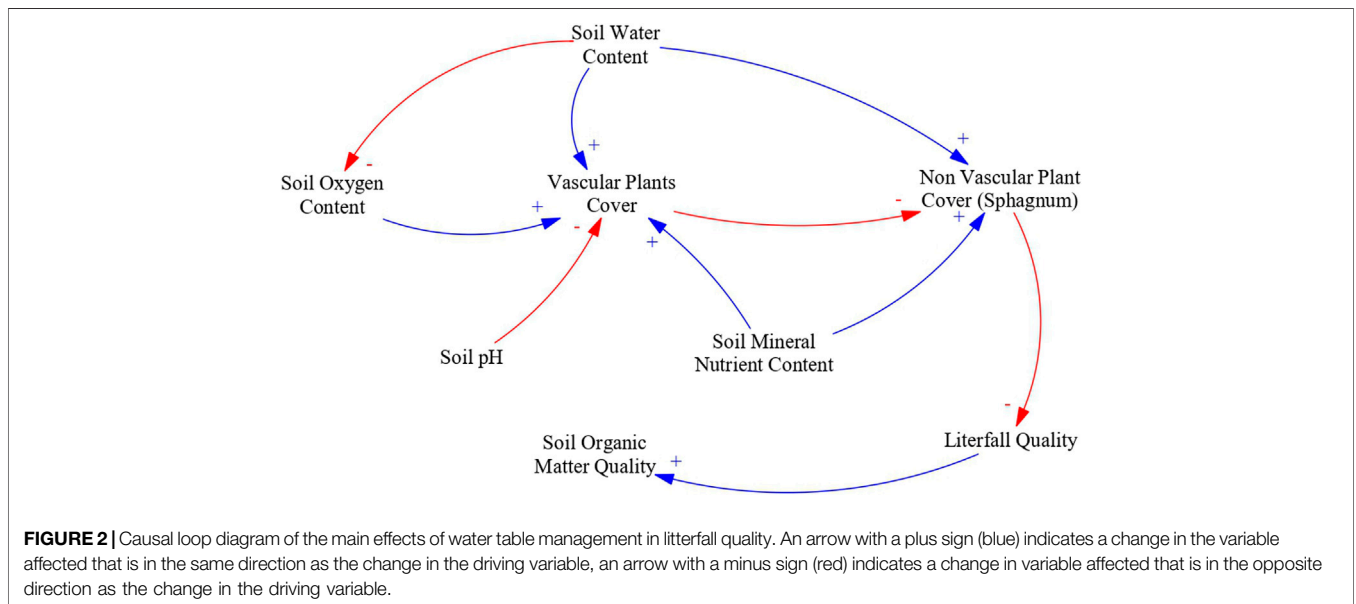 Soil Water
Content
+
+
-
Soil Oxygen
Content
Vascular Plants
Cover
Non Vascular Plant
Cover (Sphagnum)
+
-
-
+
+
Soil pH
Soil Mineral
Nutrient Content
-
Soil Organic
Matter Quality
+
Literfall Quality
FIGURE 2 | Causal loop diagram of the main effects of water table management in litterfall quality. An arrow with a plus sign (blue) indicates a change in the variable
affected that is in the same direction as the change in the driving variable, an arrow with a minus sign (red) indicates a change in variable affected that is in the opposite
direction as the change in the driving variable.